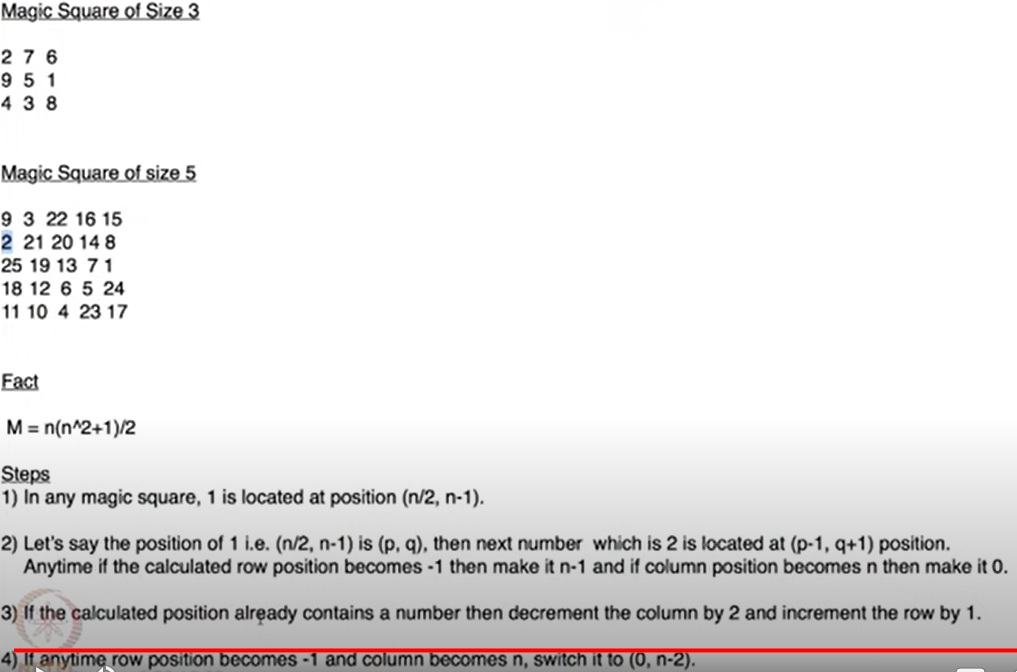 Magic Square of Size 3
2 7 6
9 5 1
4 3 8
Magic Square of size 5
9 3 22 16 15
2 21 20 14 8
25 19 13 7 1
18 12 6 5 24
11 10 4 23 17
Fact
M = n(n^2+1)/2
Steps
1) In any magic square, 1 is located at position (n/2, n-1).
2) Let's say the position of 1 i.e. (n/2, n-1) is (p, q), then next number which is 2 is located at (p-1, q+1) position.
Anytime if the calculated row position becomes -1 then make it n-1 and if column position becomes n then make it 0.
3) If the calculated position already contains a number then decrement the column by 2 and increment the row by 1.
4) If anytime row position becomes -1 and column becomes n, switch it to (0, n-2).